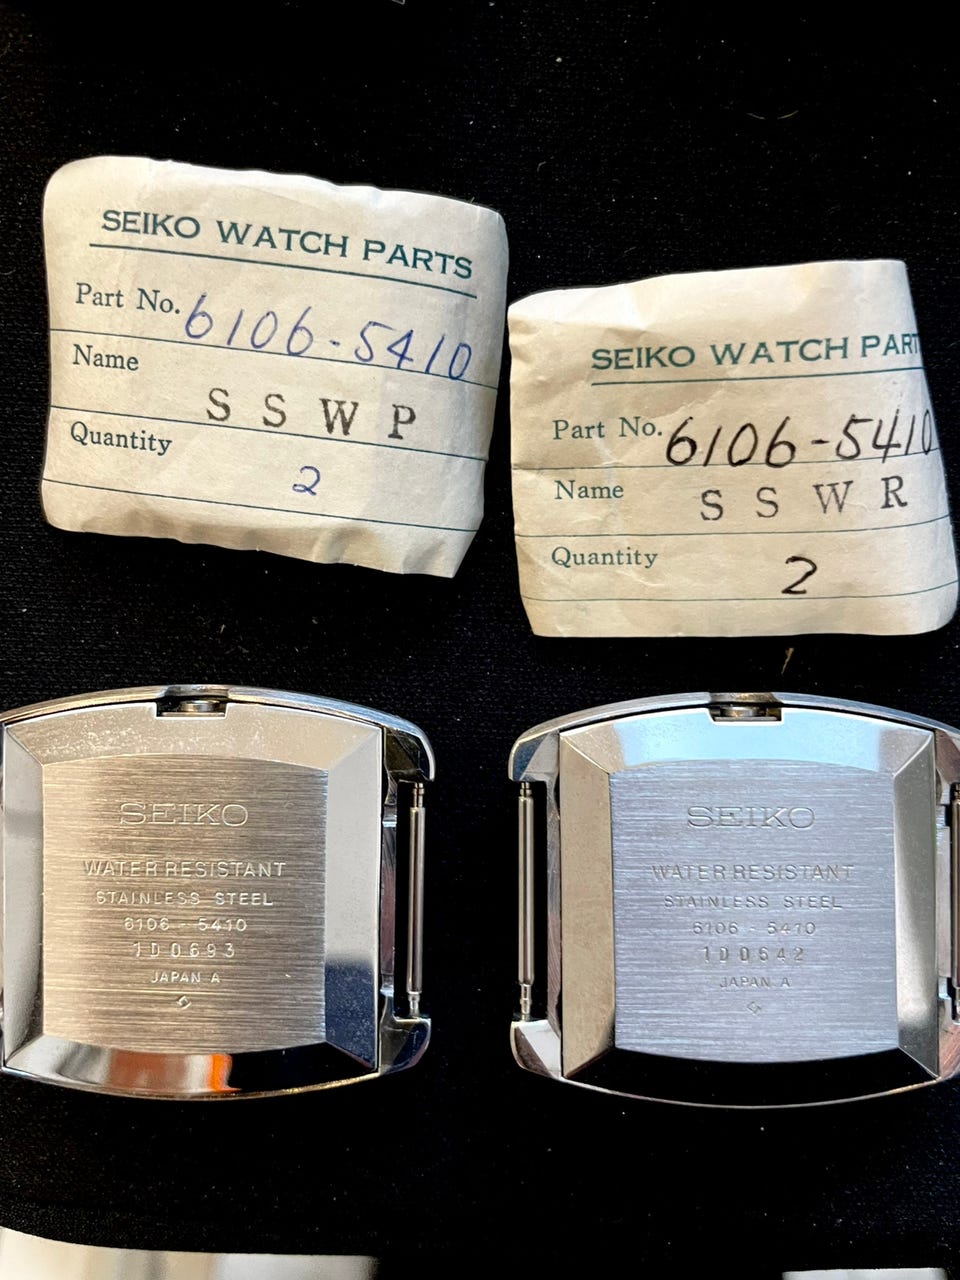 SEIKO WATCH PARTS
Part No. 6106-5410
Name S S W P
Quantity 2
SEIKO WATCH PART
Part No. 6106-5410
Name S S W R
Quantity 2
SEIKO
WATER RESISTANT
STAINLESS STEEL
6106 - 5410
1D0693
JAPAN A
SEIKO
WATER RESISTANT
STAINLESS STEEL
6106 - 5410
1D0642
JAPAN A